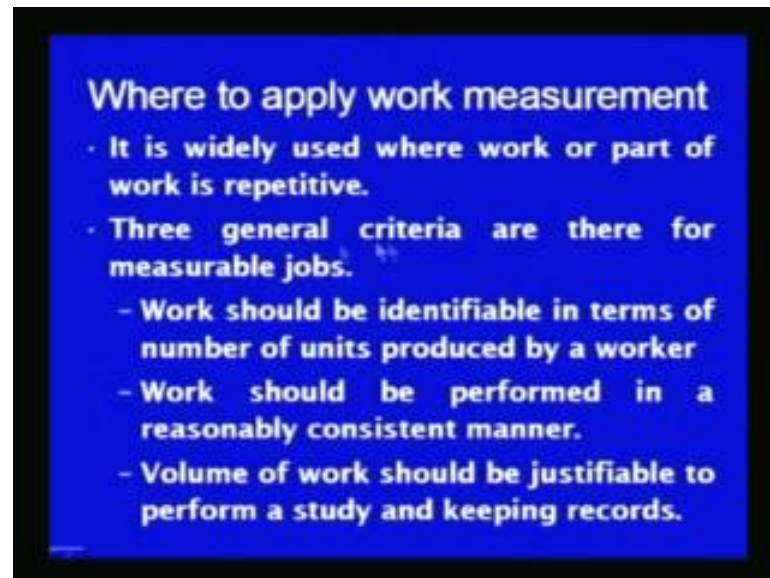 Where to apply work measurement
· It is widely used where work or part of
work is repetitive.
· Three general criteria are there for
measurable jobs.
– Work should be identifiable in terms of
number of units produced by a worker
– Work should be performed in a
reasonably consistent manner.
– Volume of work should be justifiable to
perform a study and keeping records.